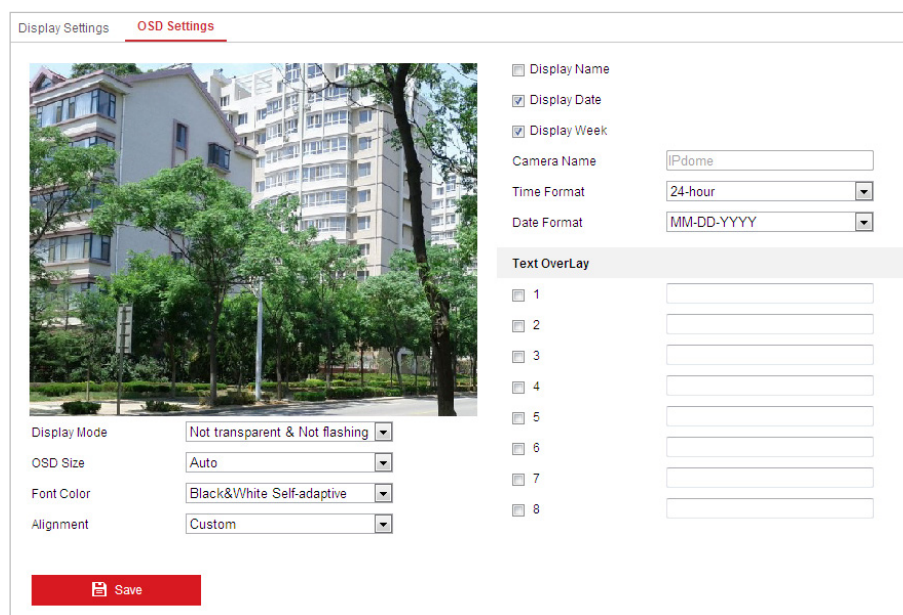 Display Settings
OSD Settings
Display Name
Display Date
Display Week
Camera Name
IPdome
Time Format
24-hour
Date Format
MM-DD-YYYY
Text OverLay
1
2
3
4
5
6
7
8
Display Mode
Not transparent & Not flashing
OSD Size
Auto
Font Color
Black&White Self-adaptive
Alignment
Custom
Save